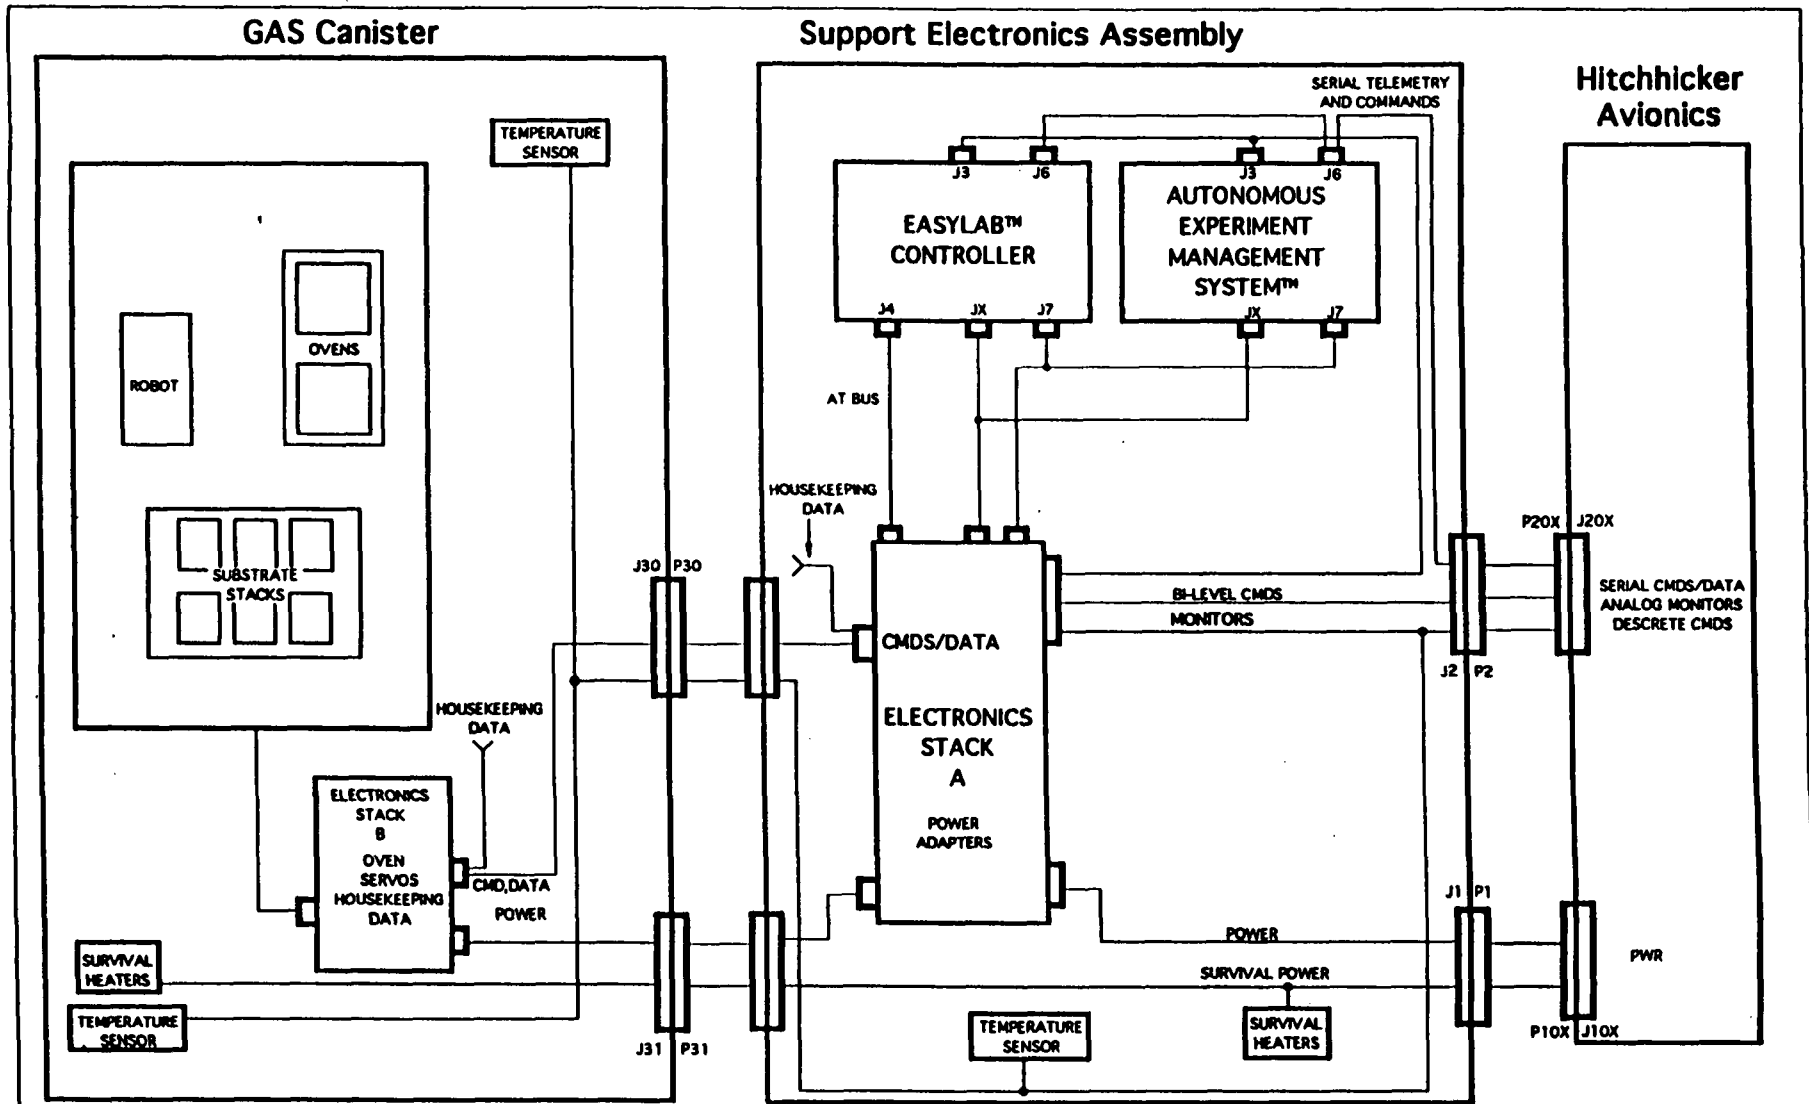 GAS Canister
Support Electronics Assembly
Hitchhicker
Avionics
TEMPERATURE
SENSOR
OVENS
ROBOT
SUBSTRATE
STACKS
HOUSEKEEPING
DATA
ELECTRONICS
STACK
B
OVEN
SERVOS
HOUSEKEEPING
DATA
CMD,DATA
POWER
SURVIVAL
HEATERS
TEMPERATURE
SENSOR
J30 P30
J31 P31
SERIAL TELEMETRY
AND COMMANDS
J3 J6
EASYLAB™
CONTROLLER
J4 JX J7
J3 J6
AUTONOMOUS
EXPERIMENT
MANAGEMENT
SYSTEM™
JX J7
AT BUS
HOUSEKEEPING
DATA
CMDS/DATA
ELECTRONICS
STACK
A
POWER
ADAPTERS
BI-LEVEL CMDS
MONITORS
J2 P2
J1 P1
POWER
SURVIVAL POWER
TEMPERATURE
SENSOR
SURVIVAL
HEATERS
P20X J20X
SERIAL CMDS/DATA
ANALOG MONITORS
DESCRETE CMDS
PWR
P10X J10X